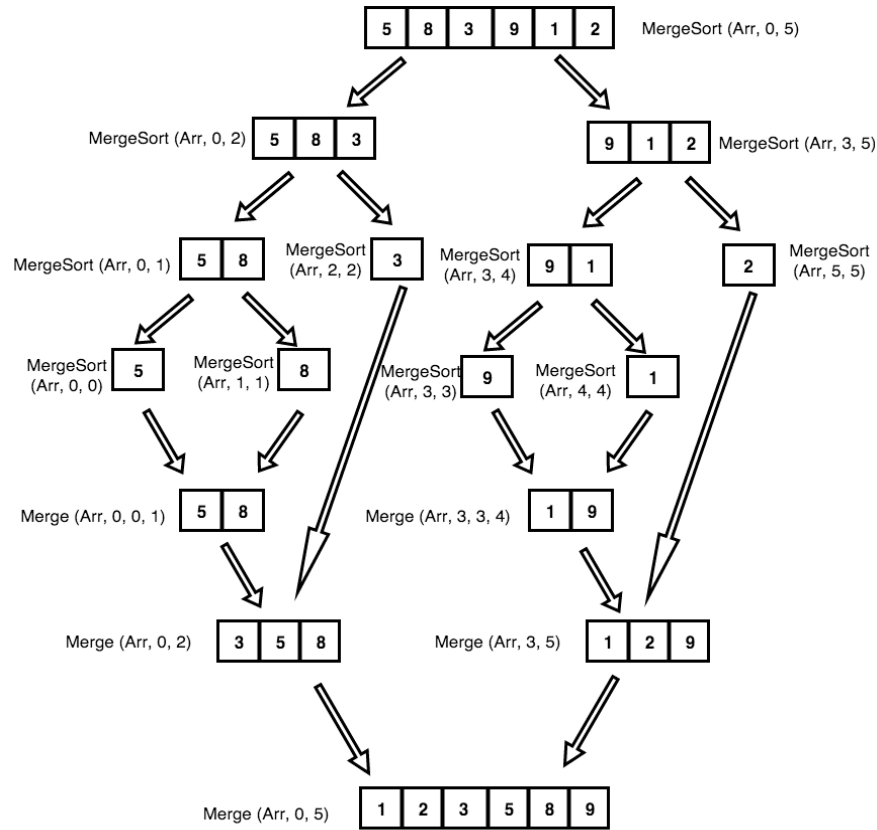 5 8 3 9 1 2 MergeSort (Arr, 0, 5)
MergeSort (Arr, 0, 2) 5 8 3
9 1 2 MergeSort (Arr, 3, 5)
MergeSort (Arr, 0, 1) 5 8
MergeSort
(Arr, 2, 2)
3
MergeSort
(Arr, 3, 4)
9 1
2
MergeSort
(Arr, 5, 5)
MergeSort
(Arr, 0, 0)
5
MergeSort
(Arr, 1, 1)
8
MergeSort
(Arr, 3, 3)
9
MergeSort
(Arr, 4, 4)
1
Merge (Arr, 0, 0, 1) 5 8
Merge (Arr, 3, 3, 4) 1 9
Merge (Arr, 0, 2) 3 5 8
Merge (Arr, 3, 5) 1 2 9
Merge (Arr, 0, 5) 1 2 3 5 8 9